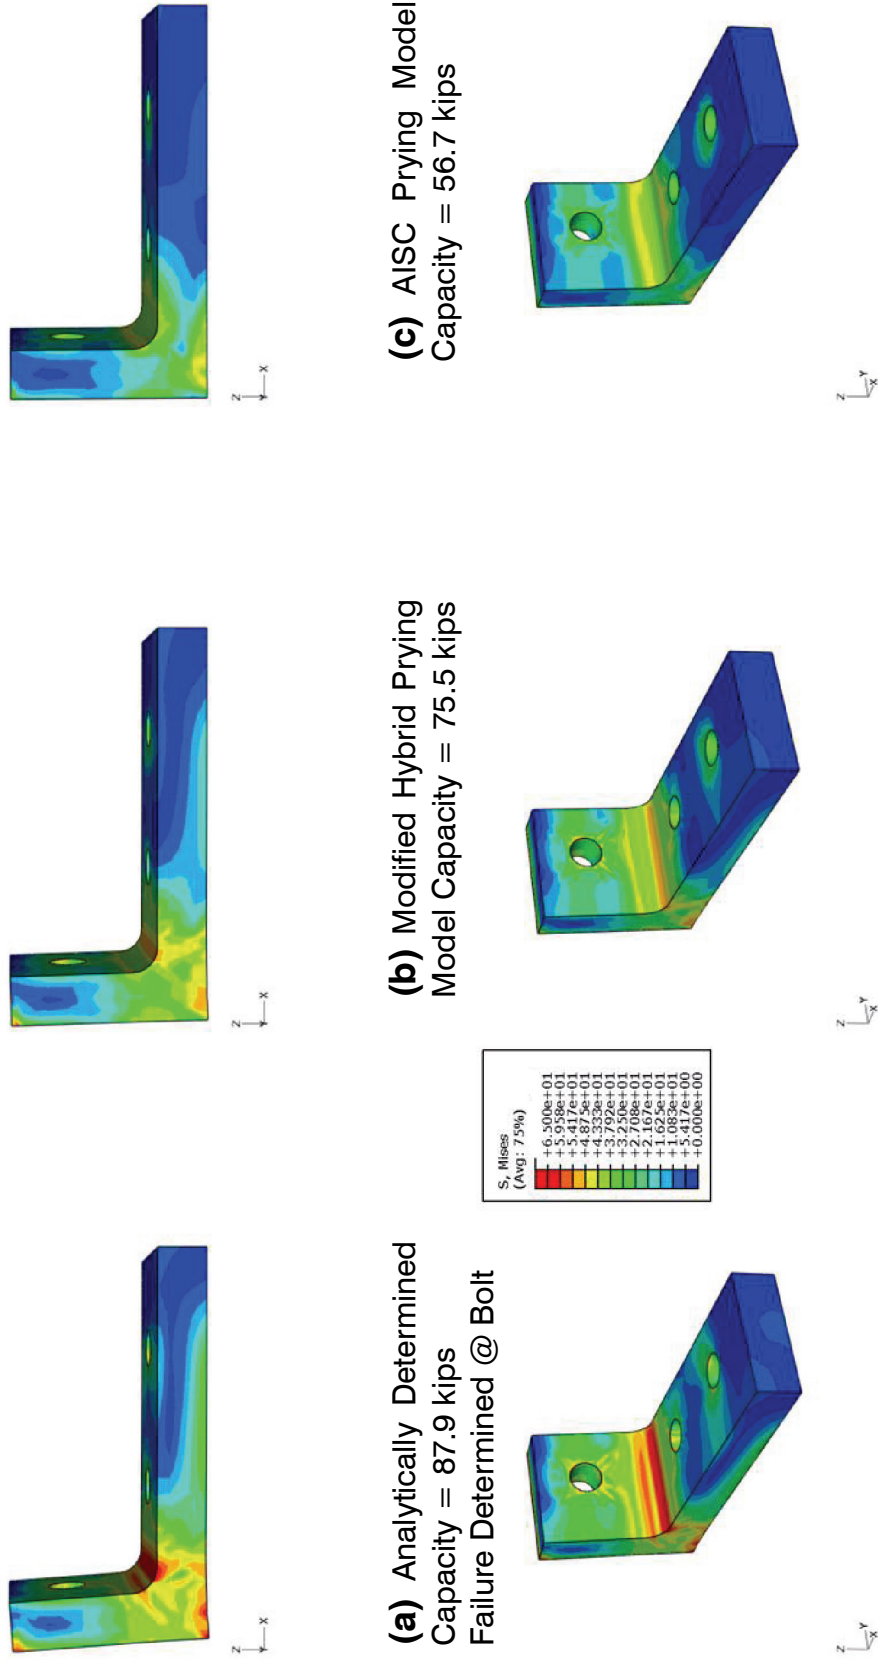 Z
Y
X
Z
Y
X
Z
Y
X
(a) Analytically Determined
Capacity = 87.9 kips
Failure Determined @ Bolt
(b) Modified Hybrid Prying
Model Capacity = 75.5 kips
(c) AISC Prying Model
Capacity = 56.7 kips
S, Mises
(Avg: 75%)
+6.500e+01
+5.958e+01
+5.417e+01
+4.875e+01
+4.333e+01
+3.792e+01
+3.250e+01
+2.708e+01
+2.167e+01
+1.625e+01
+1.083e+01
+5.417e+00
+0.000e+00
Z
Y
X
Z
Y
X
Z
Y
X